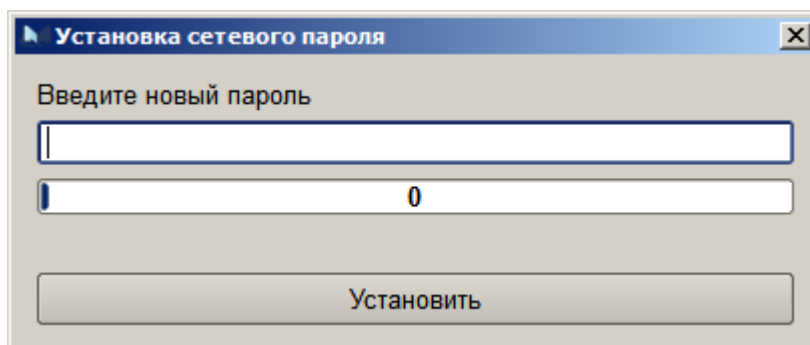 Установка сетевого пароля
Введите новый пароль
0
Установить